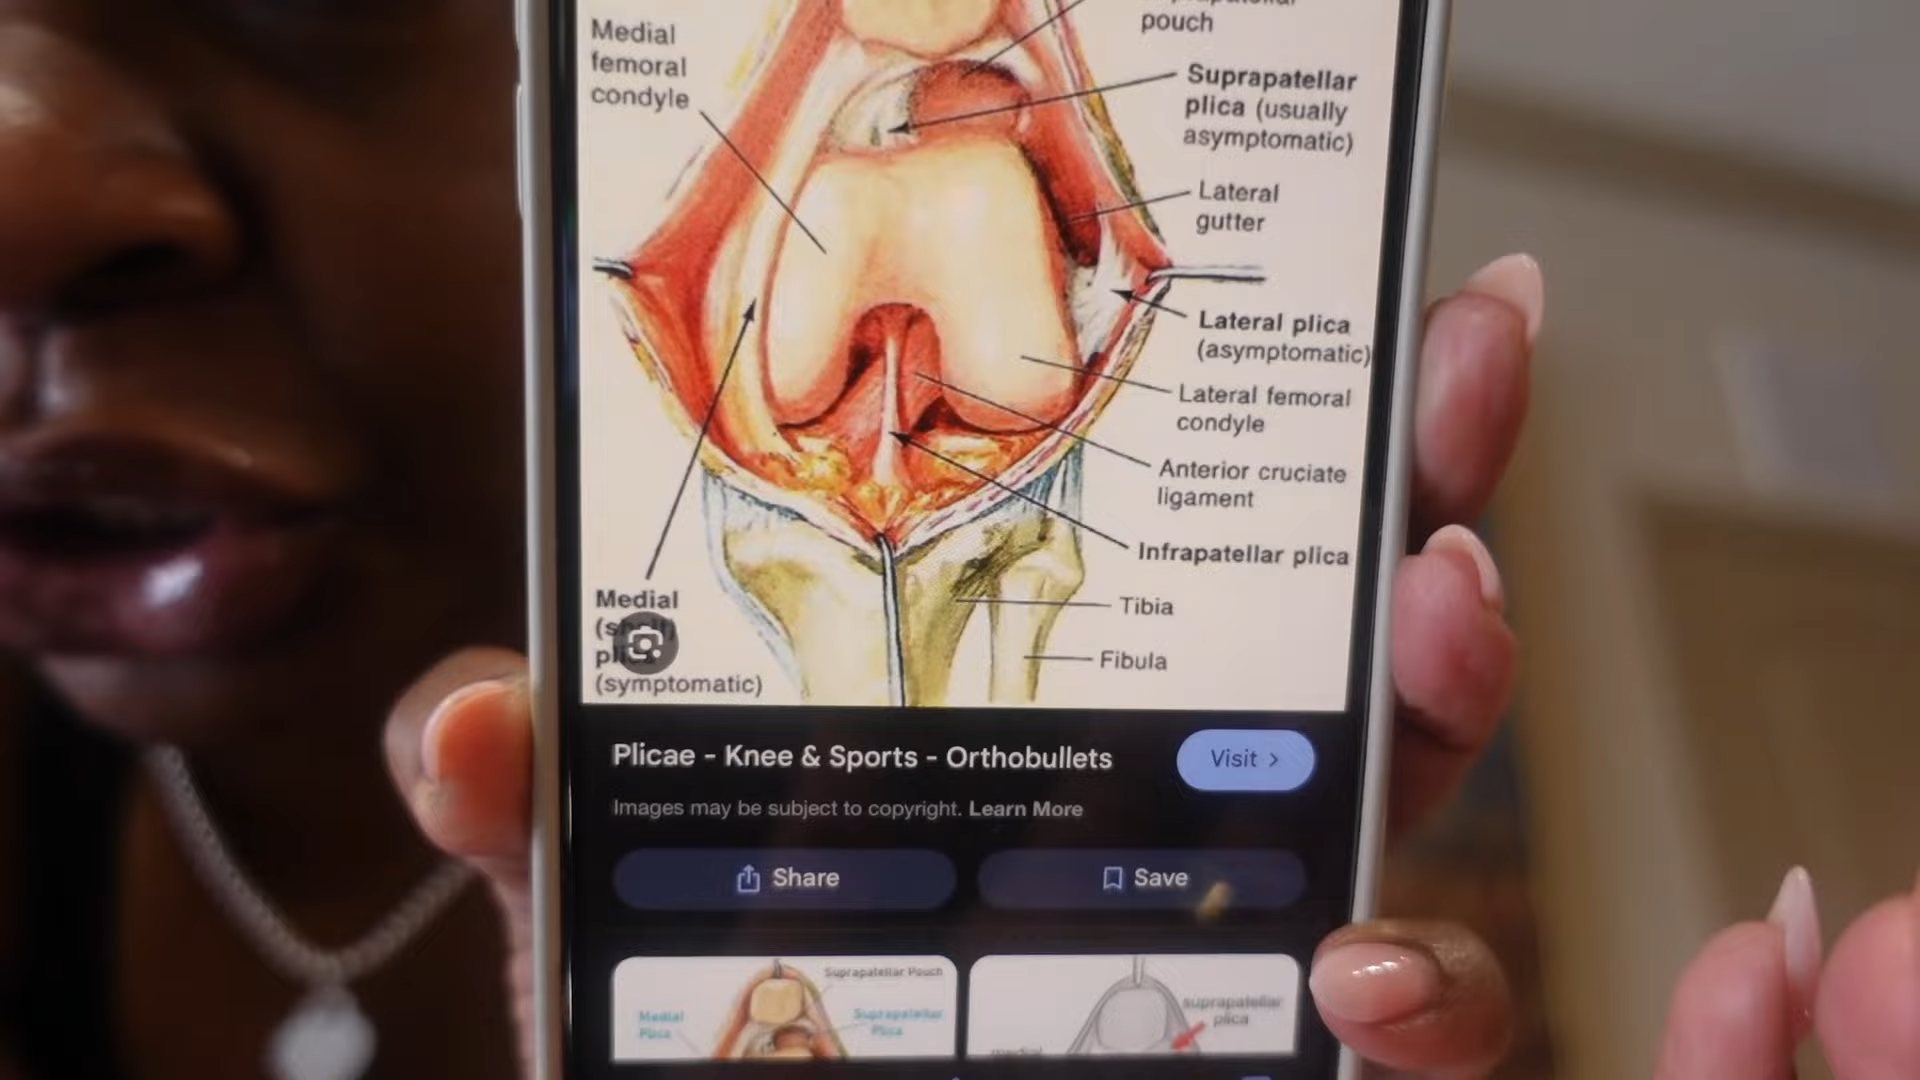 Medial
femoral
condyle
pouch
Suprapatellar
plica (usually
asymptomatic)
Lateral
gutter
Lateral plica
(asymptomatic)
Lateral femoral
condyle
Anterior cruciate
ligament
Infrapatellar plica
Tibia
Fibula
Medial
(symptomatic)
Plicae - Knee & Sports - Orthobullets
Visit >
Images may be subject to copyright. Learn More
Share
Save
Suprapatellar Pouch
Medial
Plica
Suprapatellar
Plica
suprapatellar
plica
medial